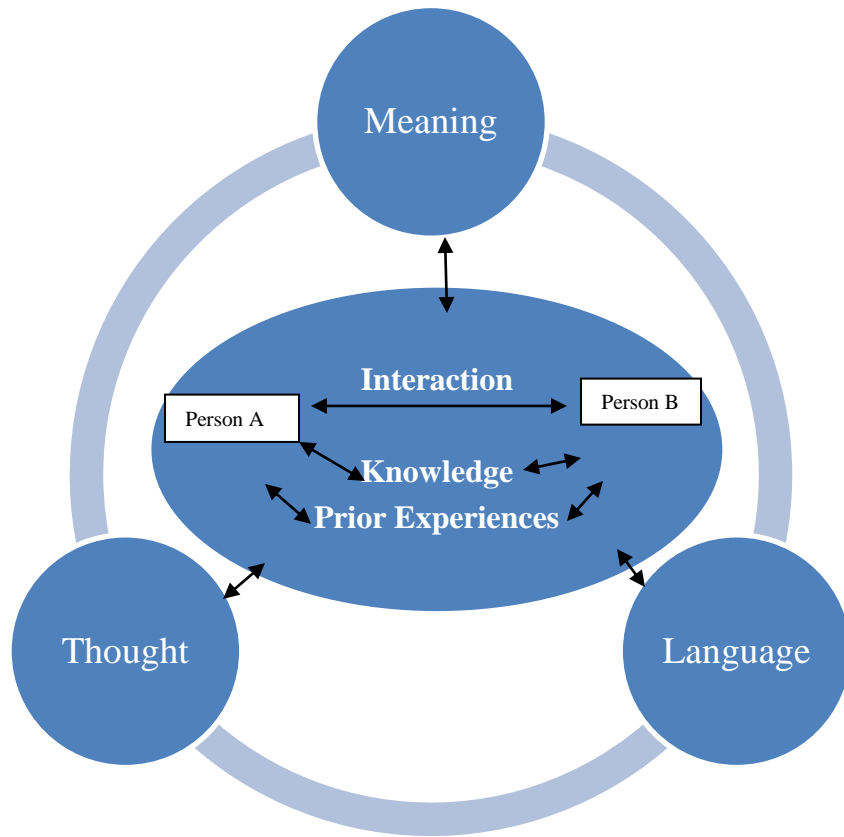 Meaning
Interaction
Person A
Person B
Knowledge
Prior Experiences
Thought
Language